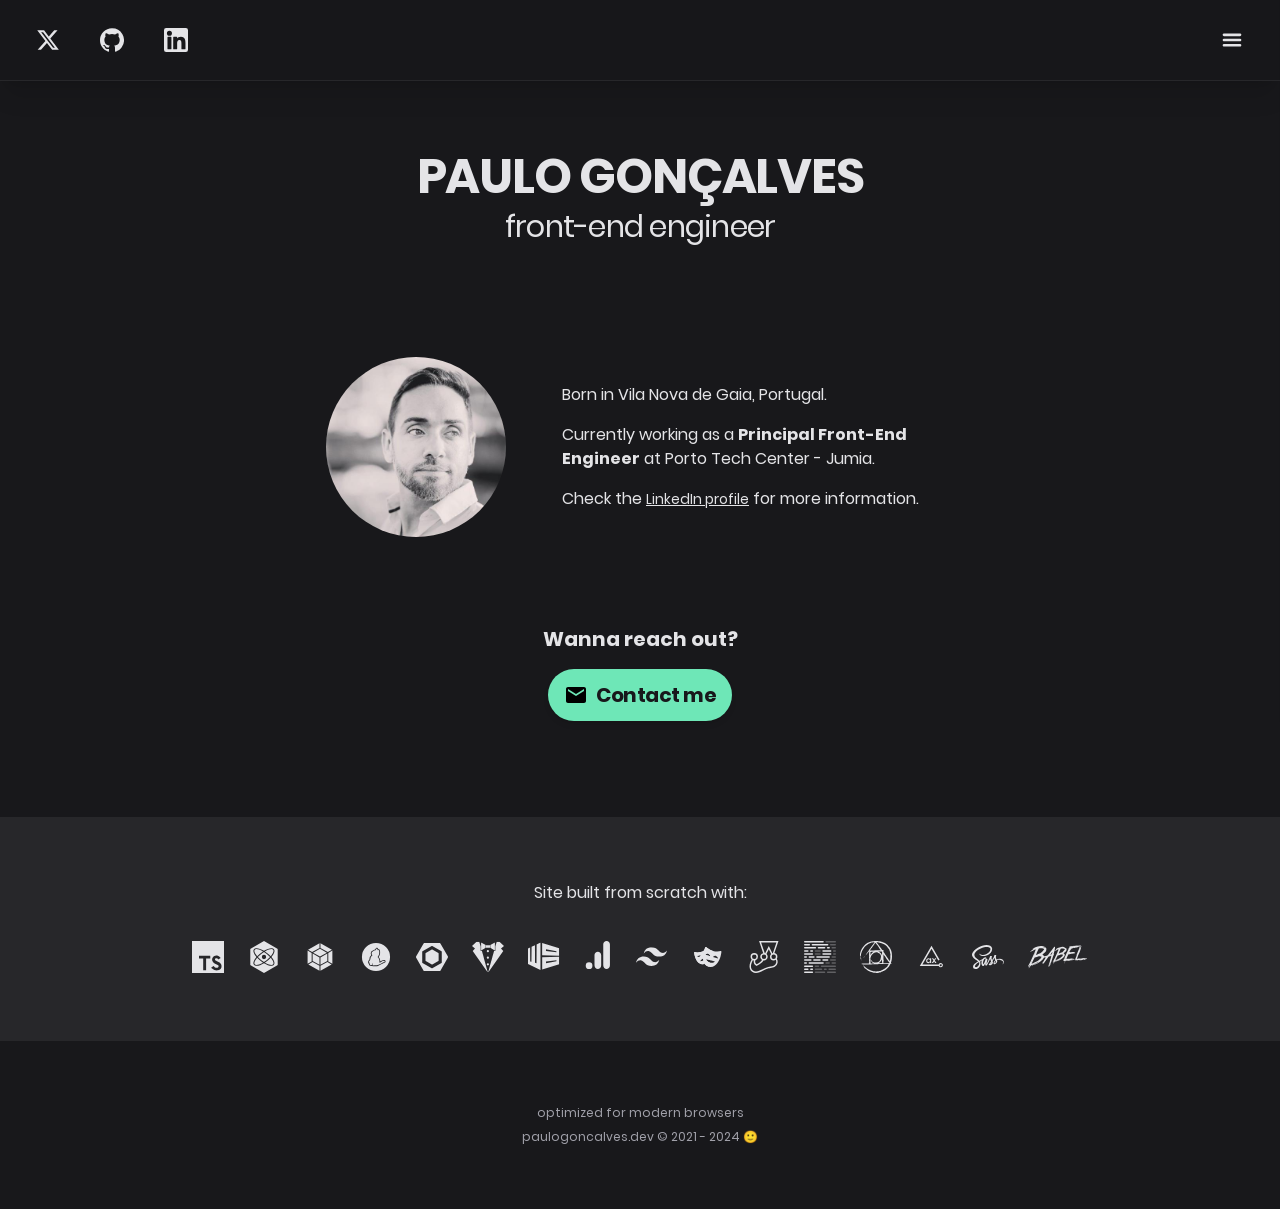 PAULO GONÇALVES
front-end engineer
Born in Vila Nova de Gaia, Portugal.
Currently working as a Principal Front-End
Engineer at Porto Tech Center - Jumia.
Check the LinkedIn profile for more information.
Wanna reach out?
Contact me
Site built from scratch with:
TS
Sass
BABEL
optimized for modern browsers
paulogoncalves.dev © 2021 - 2024 🙂